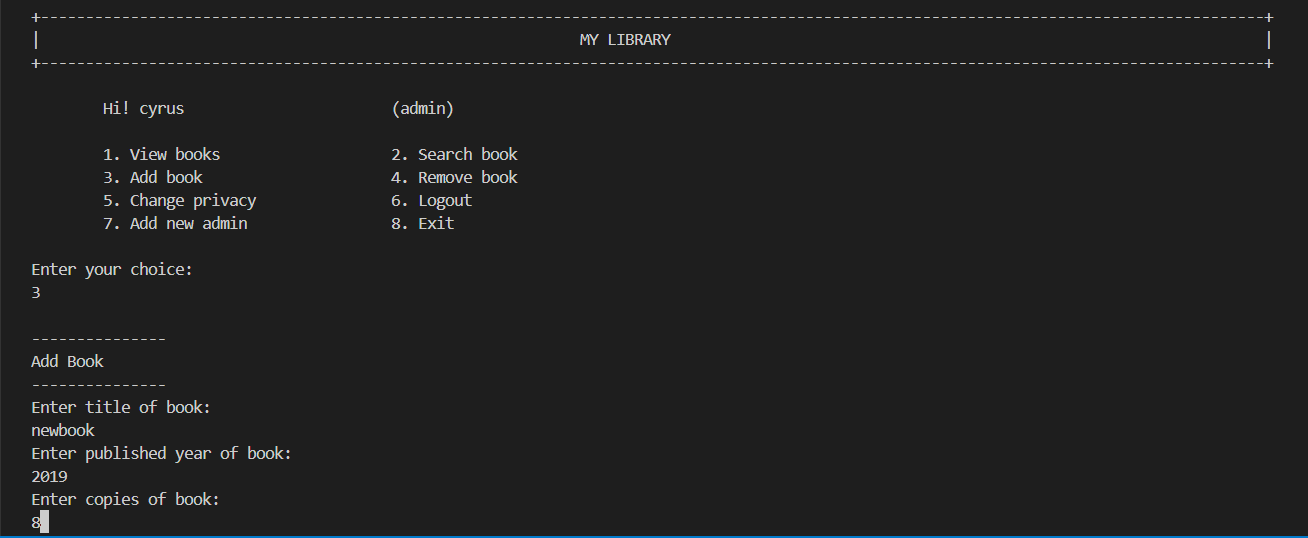 MY LIBRARY
Hi! cyrus (admin)
1. View books 2. Search book
3. Add book 4. Remove book
5. Change privacy 6. Logout
7. Add new admin 8. Exit
Enter your choice:
3
---------------
Add Book
---------------
Enter title of book:
newbook
Enter published year of book:
2019
Enter copies of book:
8